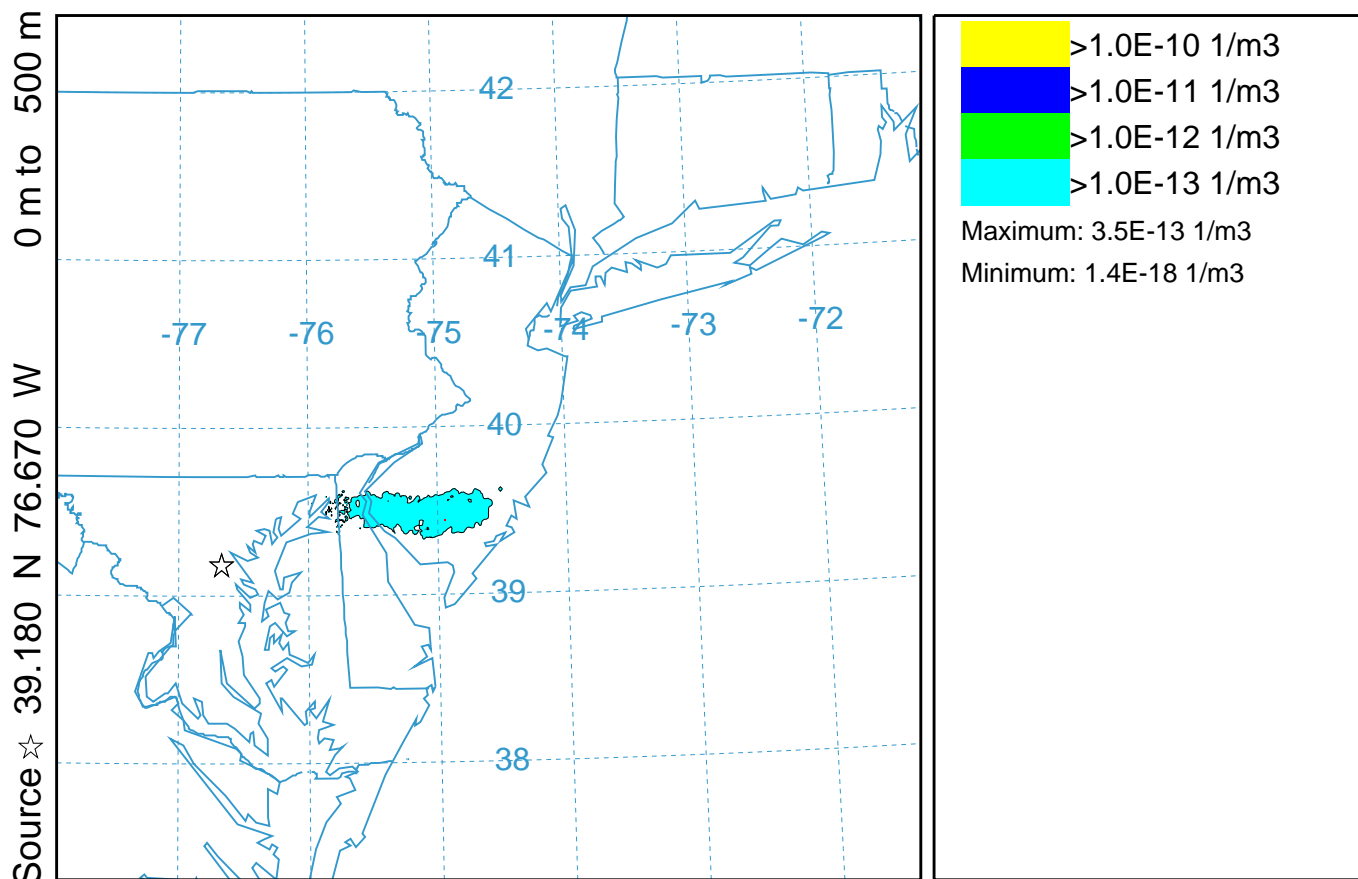 Source ☆ 39.180 N 76.670 W 0 m to 500 m
42
41
-77 -76 -75 -74 -73 -72
40
39
38
>1.0E-10 1/m3
>1.0E-11 1/m3
>1.0E-12 1/m3
>1.0E-13 1/m3
Maximum: 3.5E-13 1/m3
Minimum: 1.4E-18 1/m3